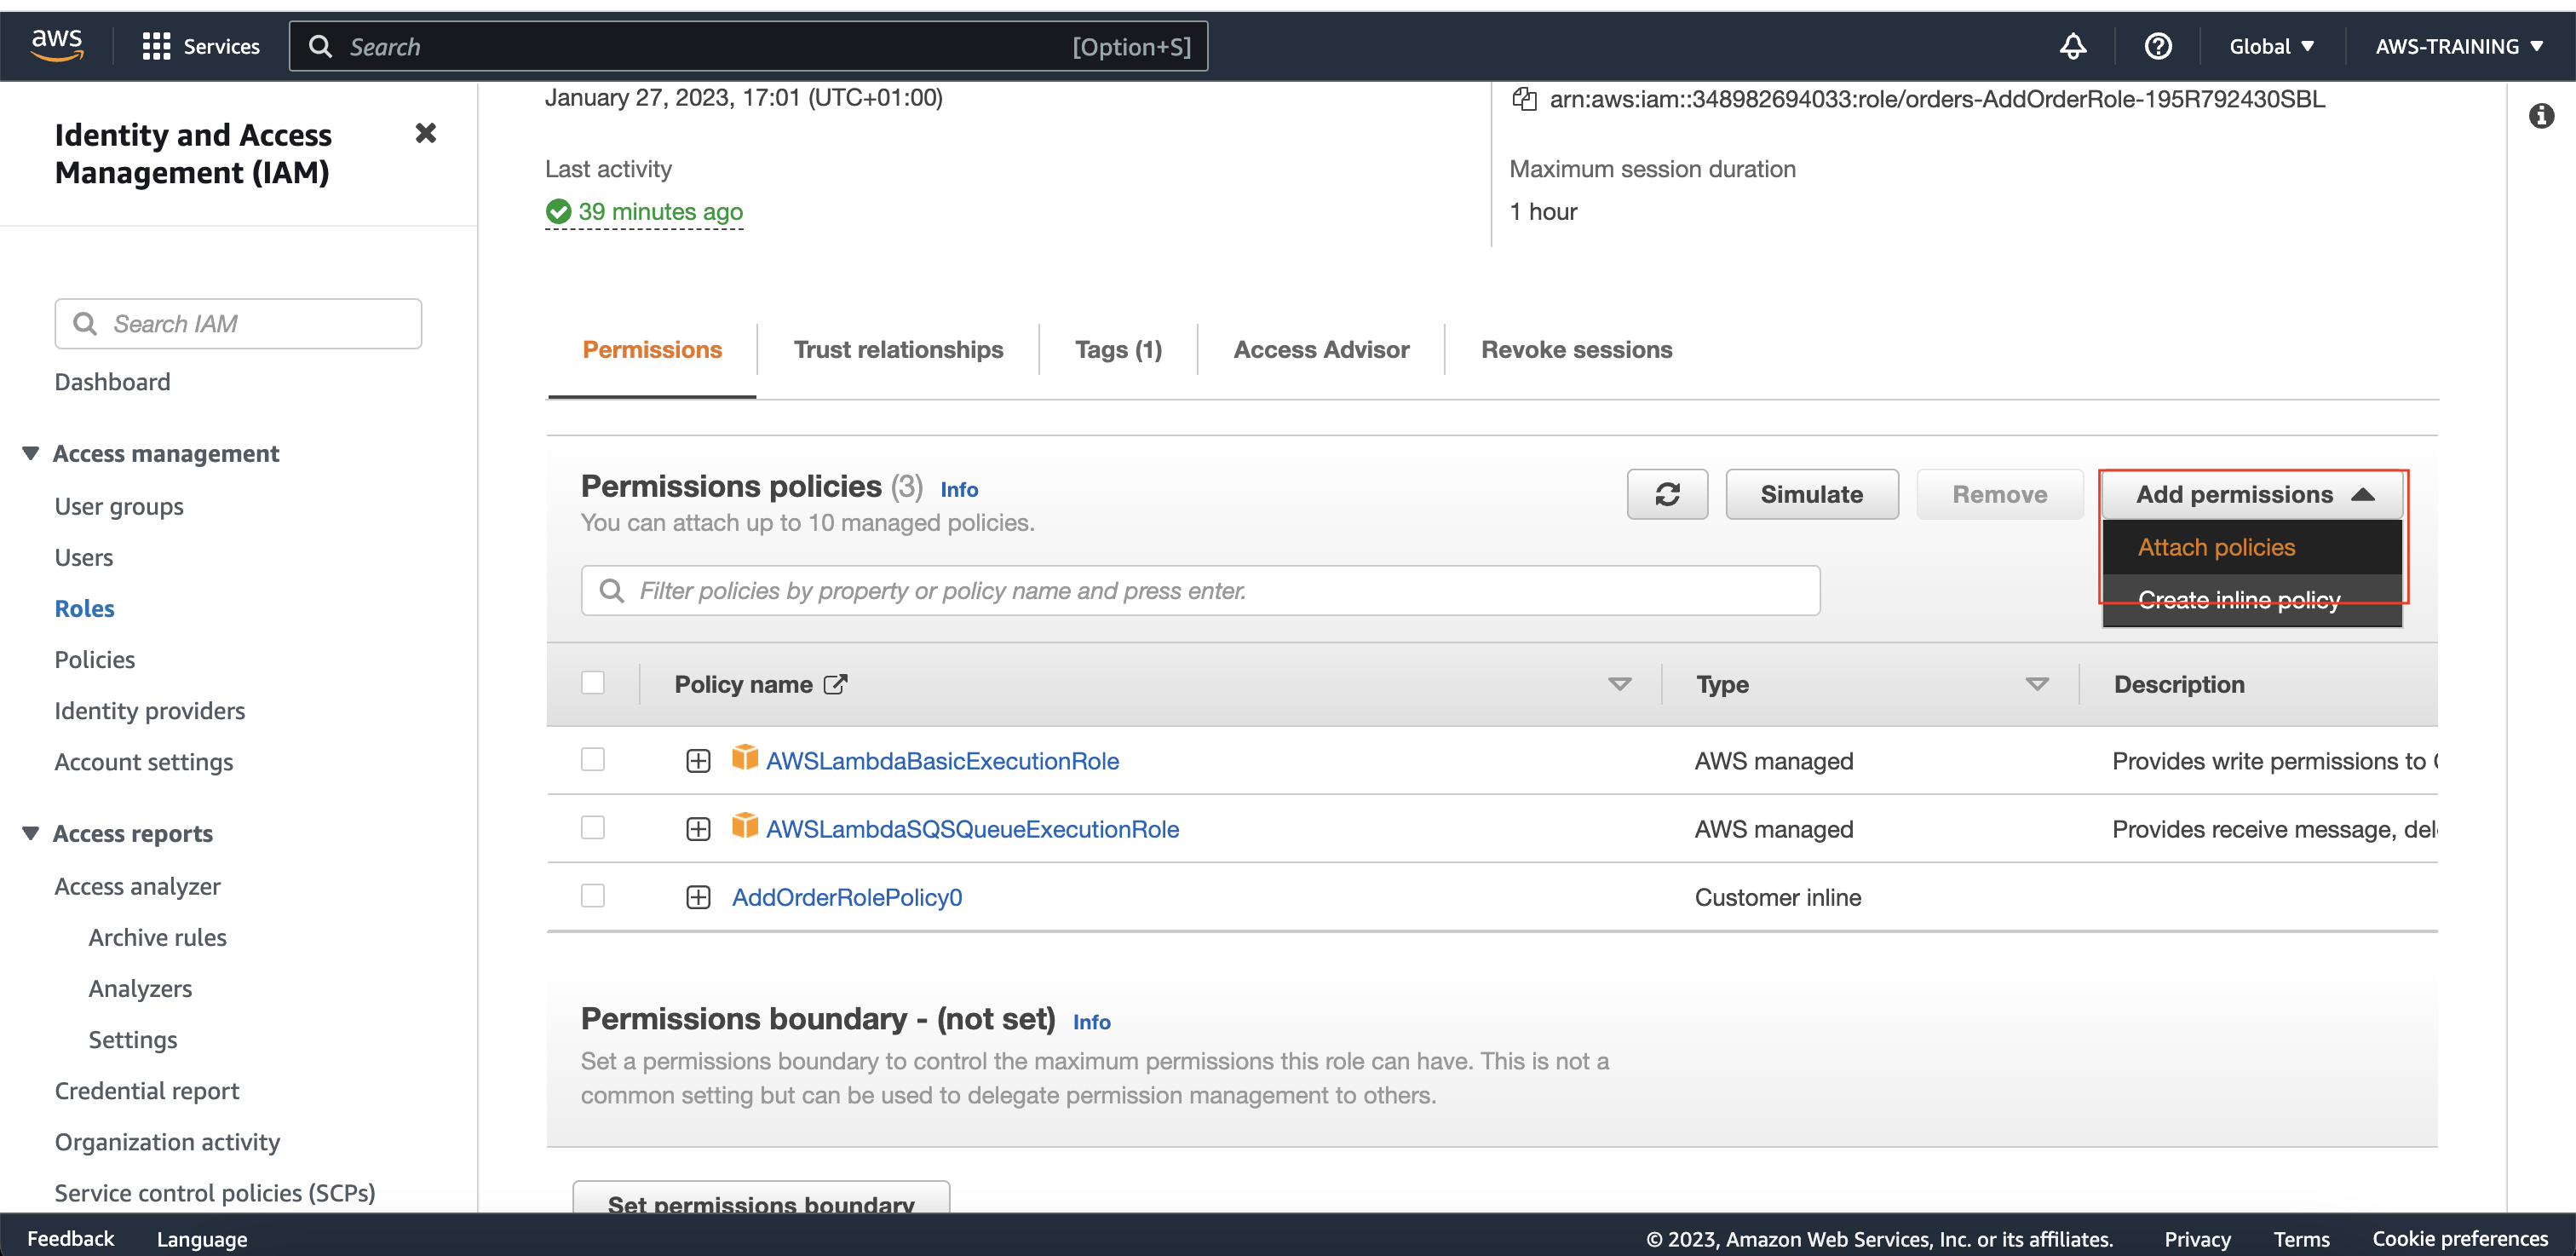 aws
Services
Search
[Option+S]
Global
AWS-TRAINING
Identity and Access
Management (IAM)
Search IAM
Dashboard
Access management
User groups
Users
Roles
Policies
Identity providers
Account settings
Access reports
Access analyzer
Archive rules
Analyzers
Settings
Credential report
Organization activity
Service control policies (SCPs)
January 27, 2023, 17:01 (UTC+01:00)
arn:aws:iam::348982694033:role/orders-AddOrderRole-195R792430SBL
Last activity
39 minutes ago
Maximum session duration
1 hour
Permissions
Trust relationships
Tags (1)
Access Advisor
Revoke sessions
Permissions policies (3) Info
You can attach up to 10 managed policies.
Simulate
Remove
Add permissions
Attach policies
Create inline policy
Filter policies by property or policy name and press enter.
Policy name
Type
Description
AWSLambdaBasicExecutionRole
AWS managed
Provides write permissions to
AWSLambdaSQSQueueExecutionRole
AWS managed
Provides receive message,
AddOrderRolePolicy0
Customer inline
Permissions boundary - (not set) Info
Set a permissions boundary to control the maximum permissions this role can have. This is not a
common setting but can be used to delegate permission management to others.
Set permissions boundary
Feedback
Language
© 2023, Amazon Web Services, Inc. or its affiliates.
Privacy
Terms
Cookie preferences